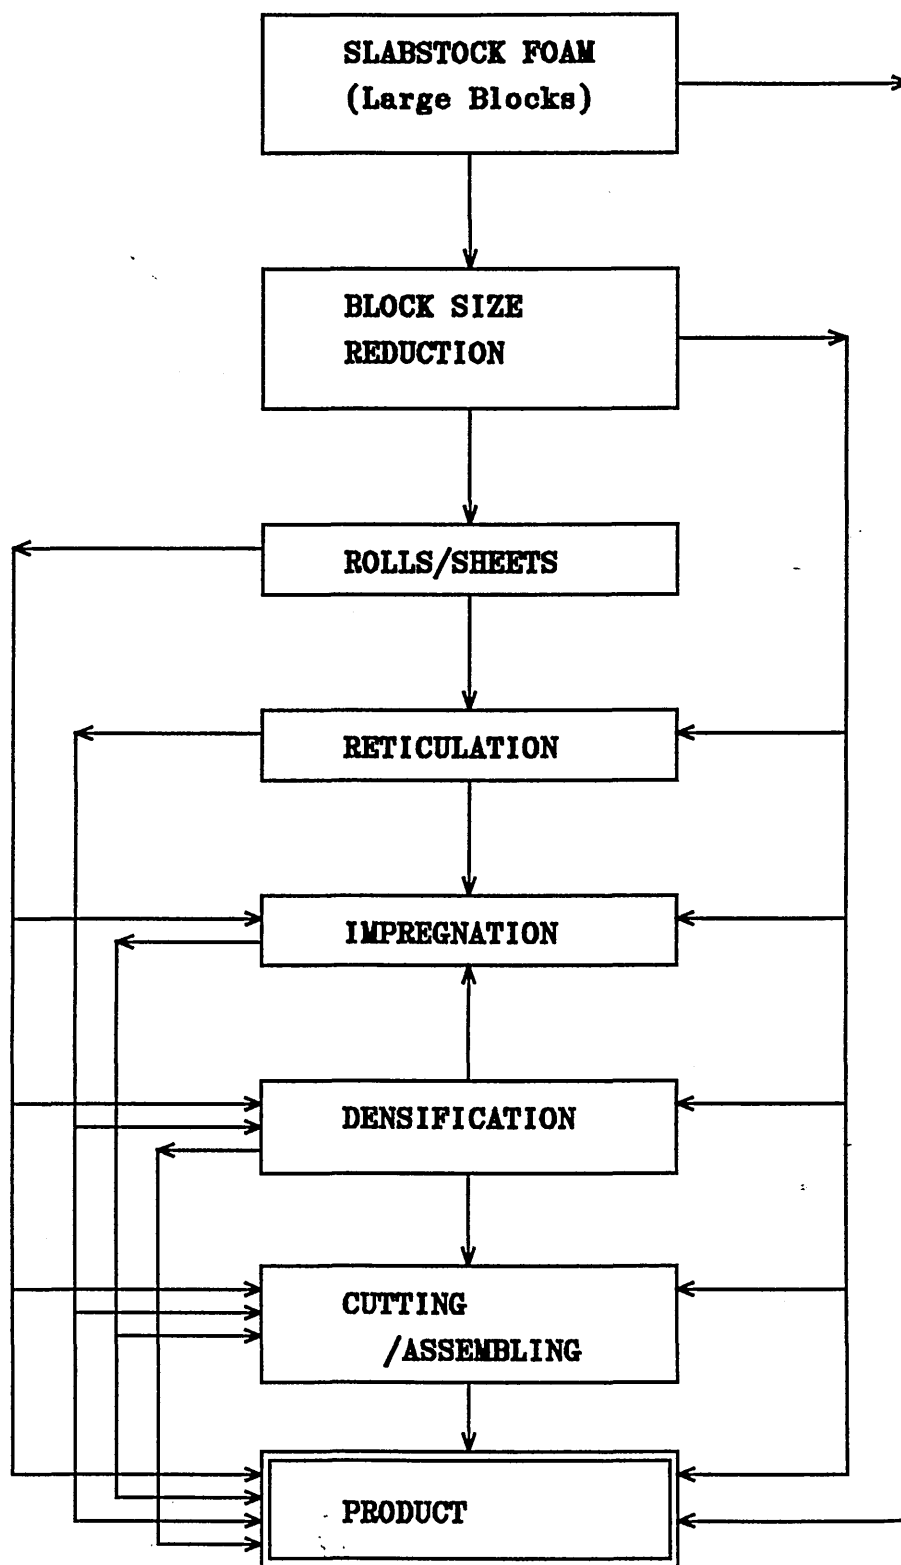 SLABSTOCK FOAM
(Large Blocks)
BLOCK SIZE
REDUCTION
ROLLS/SHEETS
RETICULATION
IMPREGNATION
DENSIFICATION
CUTTING
/ASSEMBLING
PRODUCT